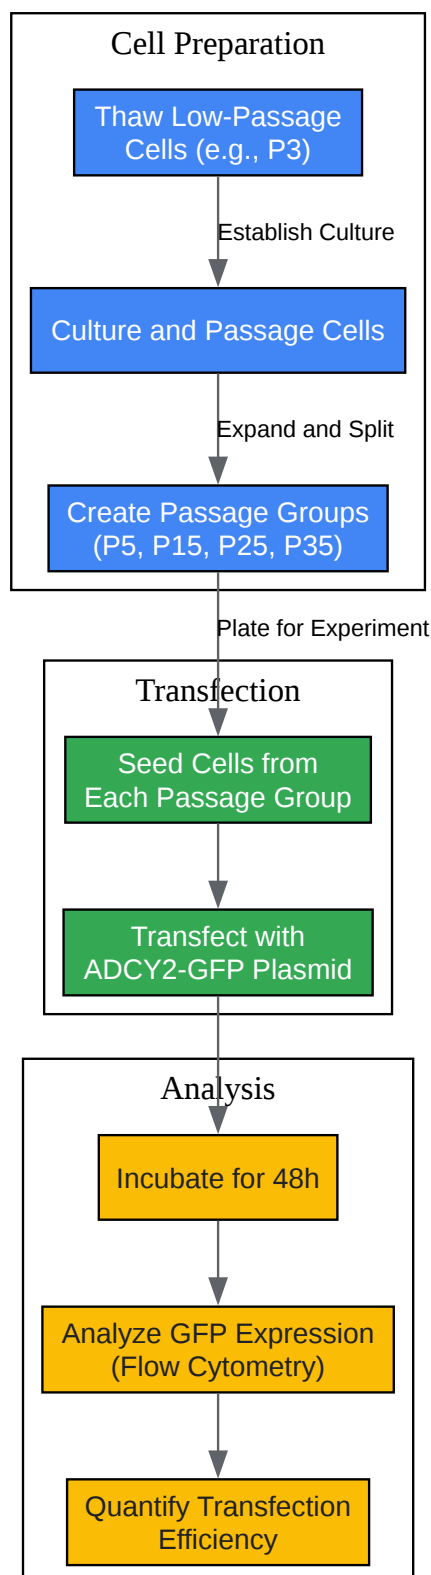 Cell Preparation
Thaw Low-Passage
Cells (e.g., P3)
Establish Culture
Culture and Passage Cells
Expand and Split
Create Passage Groups
(P5, P15, P25, P35)
Plate for Experiment
Transfection
Seed Cells from
Each Passage Group
Transfect with
ADCY2-GFP Plasmid
Analysis
Incubate for 48h
Analyze GFP Expression
(Flow Cytometry)
Quantify Transfection
Efficiency